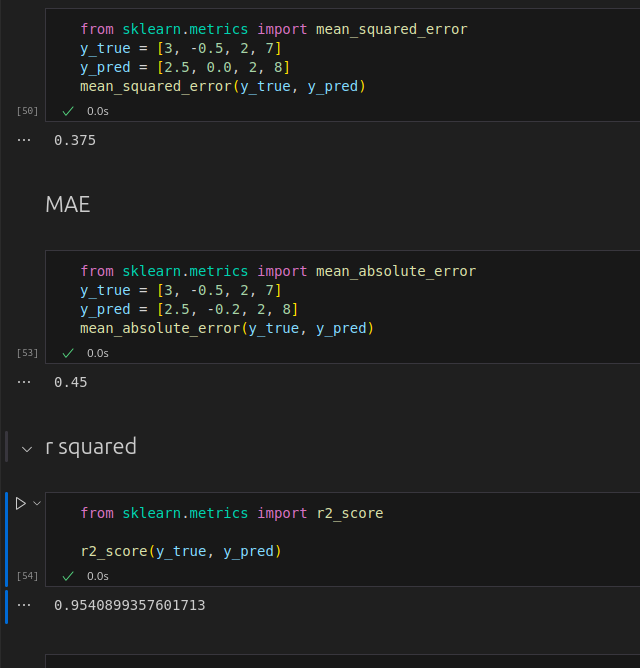 from sklearn.metrics import mean_squared_error
y_true = [3, -0.5, 2, 7]
y_pred = [2.5, 0.0, 2, 8]
mean_squared_error(y_true, y_pred)
[50] ✓ 0.0s
... 0.375
MAE
from sklearn.metrics import mean_absolute_error
y_true = [3, -0.5, 2, 7]
y_pred = [2.5, -0.2, 2, 8]
mean_absolute_error(y_true, y_pred)
[53] ✓ 0.0s
... 0.45
r squared
from sklearn.metrics import r2_score
r2_score(y_true, y_pred)
[54] ✓ 0.0s
... 0.9540899357601713